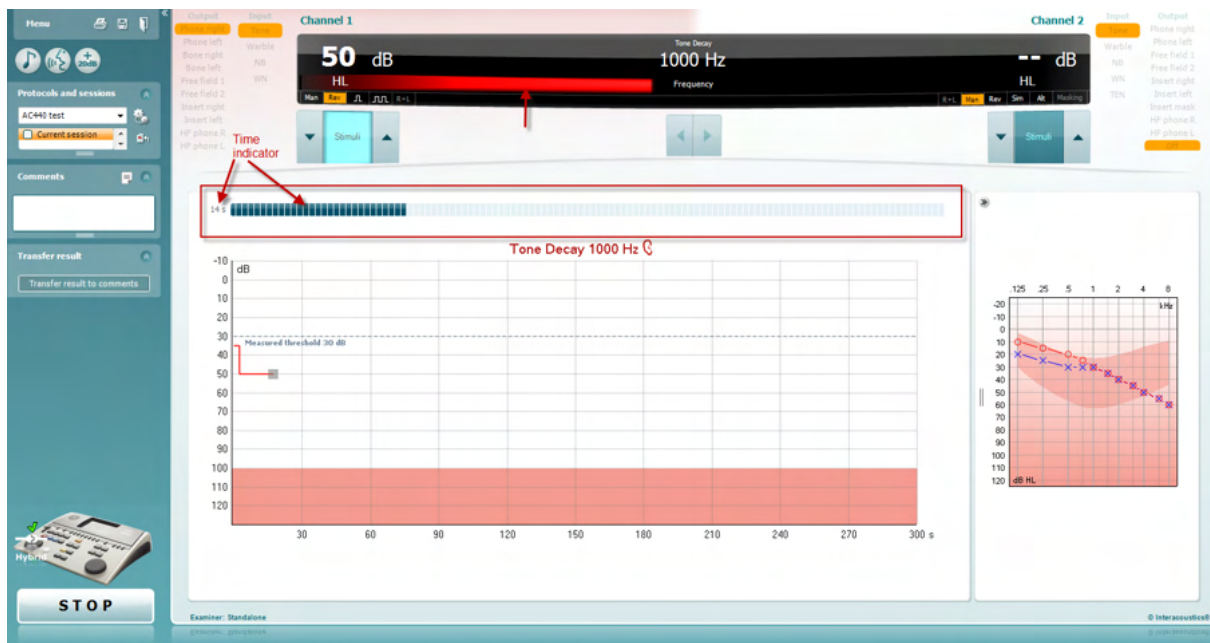 Menu
Protocols and sessions
AC440 test
Current session
Comments
Transfer result
Transfer result to comments
Hybrid
STOP
Output
Phone right
Phone left
Bone right
Bone left
Free field 1
Free field 2
Insert right
Insert left
HF phone R
HF phone L
Input
Tone
Warble
NB
WN
Channel 1
50 dB
HL
Man Rev R+L
Tone Decay
1000 Hz
Frequency
Channel 2
-- dB
HL
R+L Man Rev Sim Alt Masking
Stimuli
Stimuli
Input
Tone
Warble
NB
WN
TEN
Output
Phone right
Phone left
Free field 1
Free field 2
Insert right
Insert left
Insert mask
HF phone R
HF phone L
Off
Time
indicator
14 s
Tone Decay 1000 Hz
dB
-10
0
10
20
30
40
50
60
70
80
90
100
110
120
Measured threshold 30 dB
30 60 90 120 150 180 210 240 270 300 s
.125 .25 .5 1 2 4 8
kHz
-20
-10
0
10
20
30
40
50
60
70
80
90
100
110
120
dB HL
Examiner: Standalone
© Interacoustics®